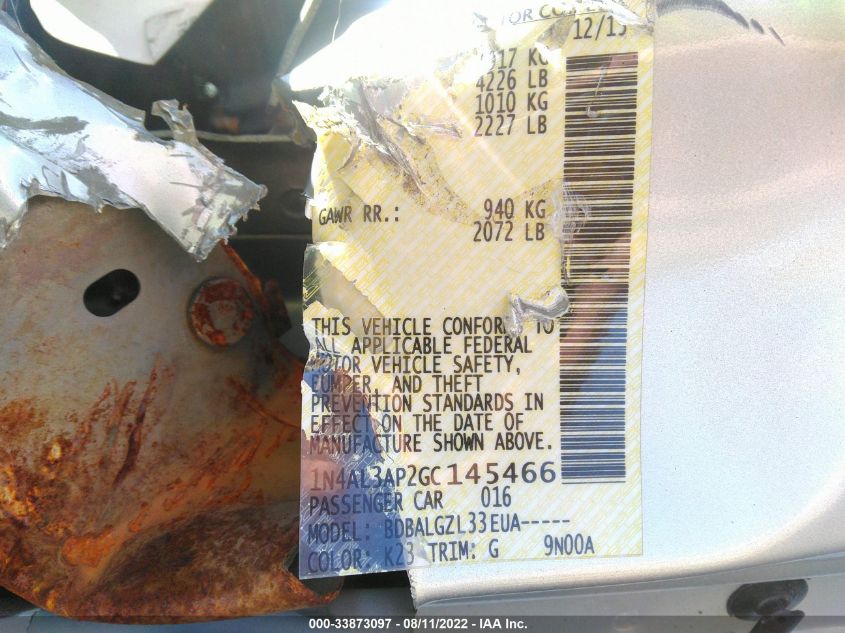 12/15
KG
4226 LB
1010 KG
2227 LB
GAWR RR.: 940 KG
2072 LB
THIS VEHICLE TO
ALL APPLICABLE FEDERAL
MOTOR VEHICLE SAFETY,
BUMPER, AND THEFT
PREVENTION STANDARDS IN
EFFECT ON THE DATE OF
MANUFACTURE SHOWN ABOVE.
1N4AL3AP2GC145466
PASSENGER CAR 016
MODEL: BDBALGZL33EUA-----
COLOR: K23 TRIM: G 9N00A
000-33873097 - 08/11/2022 - IAA Inc.